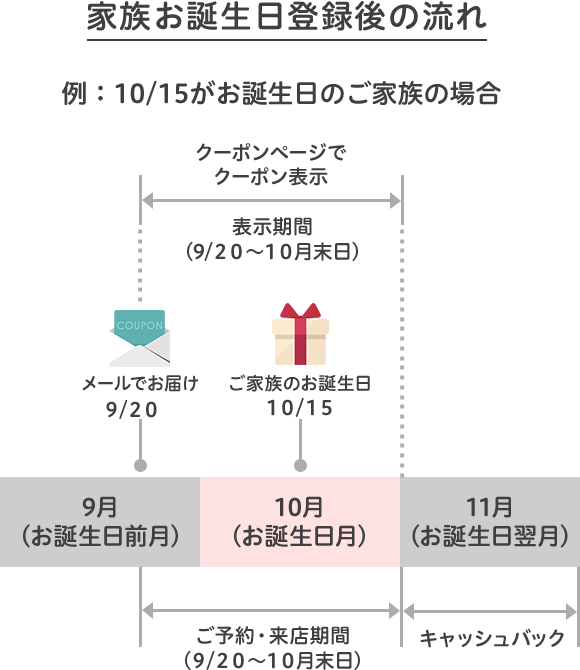 家族お誕生日登録後の流れ
例：10/15がお誕生日のご家族の場合
クーポンページで
クーポン表示
表示期間
（9/20～10月末日）
COUPON
メールでお届け
9/20
ご家族のお誕生日
10/15
9月
（お誕生日前月）
10月
（お誕生日月）
11月
（お誕生日翌月）
ご予約・来店期間
（9/20～10月末日）
キャッシュバック